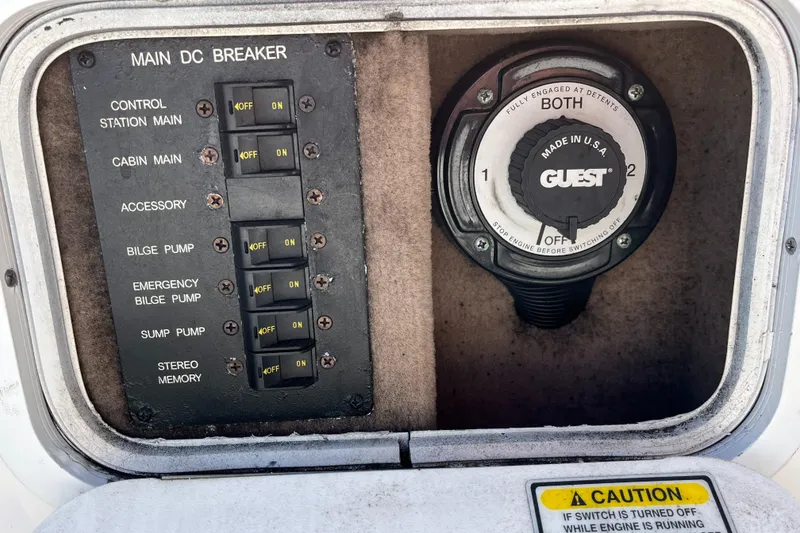 MAIN DC BREAKER
CONTROL
STATION MAIN
OFF ON
CABIN MAIN
OFF ON
ACCESSORY
BILGE PUMP
OFF ON
EMERGENCY
BILGE PUMP
OFF ON
SUMP PUMP
OFF ON
STEREO
MEMORY
OFF ON
FULLY ENGAGED AT DETENTS
BOTH
1
2
MADE IN U.S.A.
GUEST®
OFF
STOP ENGINE BEFORE SWITCHING OFF
CAUTION
IF SWITCH IS TURNED OFF
WHILE ENGINE IS RUNNING